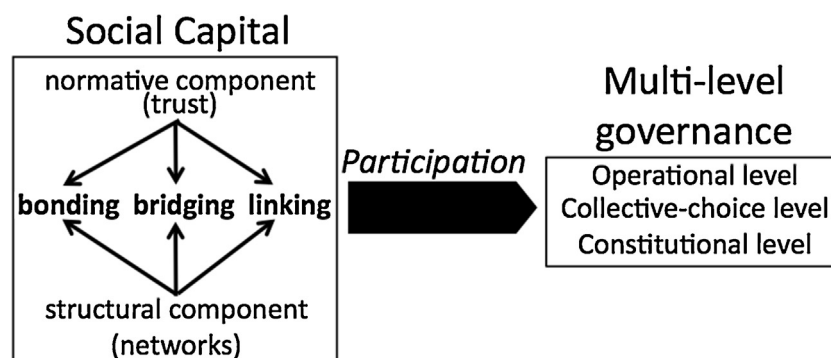 Social Capital
normative component
(trust)
bonding bridging linking
structural component
(networks)
Participation
Multi-level
governance
Operational level
Collective-choice level
Constitutional level